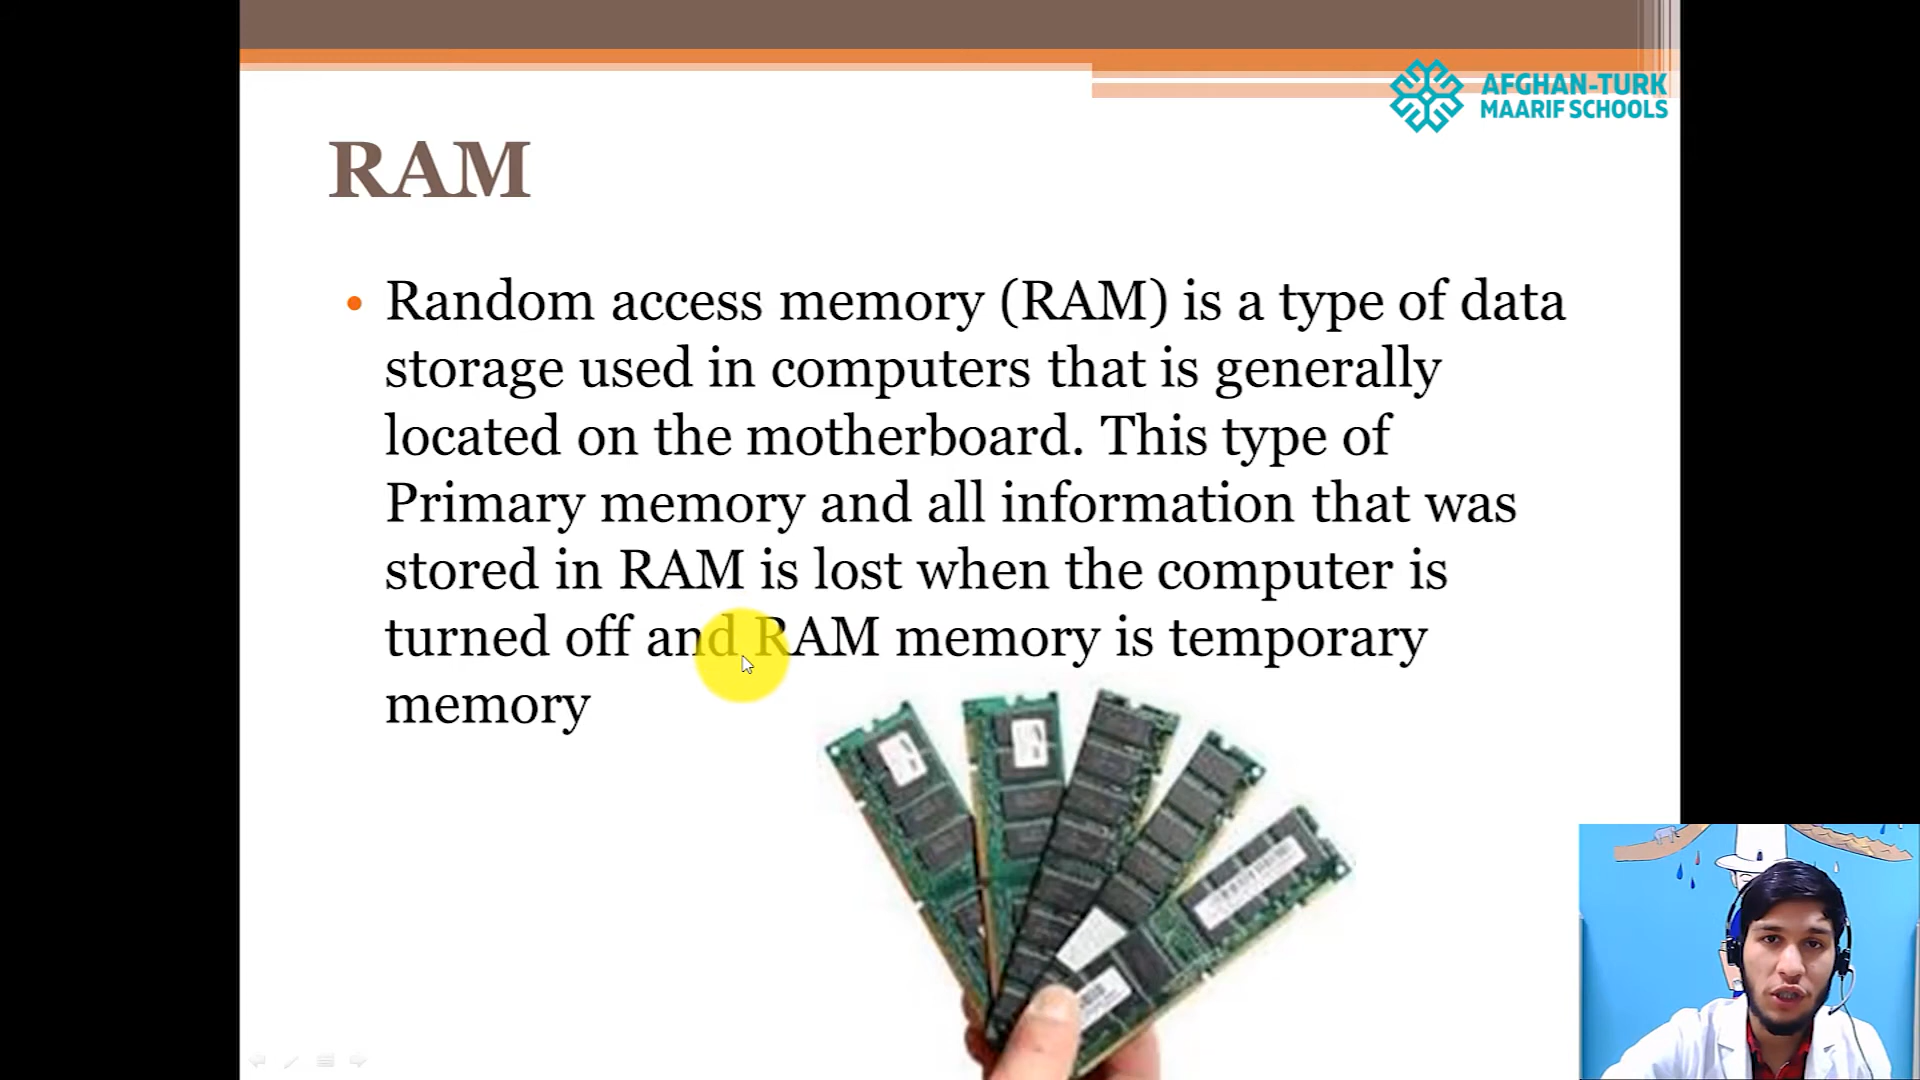 AFGHAN-TURK
MAARIF SCHOOLS
RAM
• Random access memory (RAM) is a type of data
storage used in computers that is generally
located on the motherboard. This type of
Primary memory and all information that was
stored in RAM is lost when the computer is
turned off and RAM memory is temporary
memory